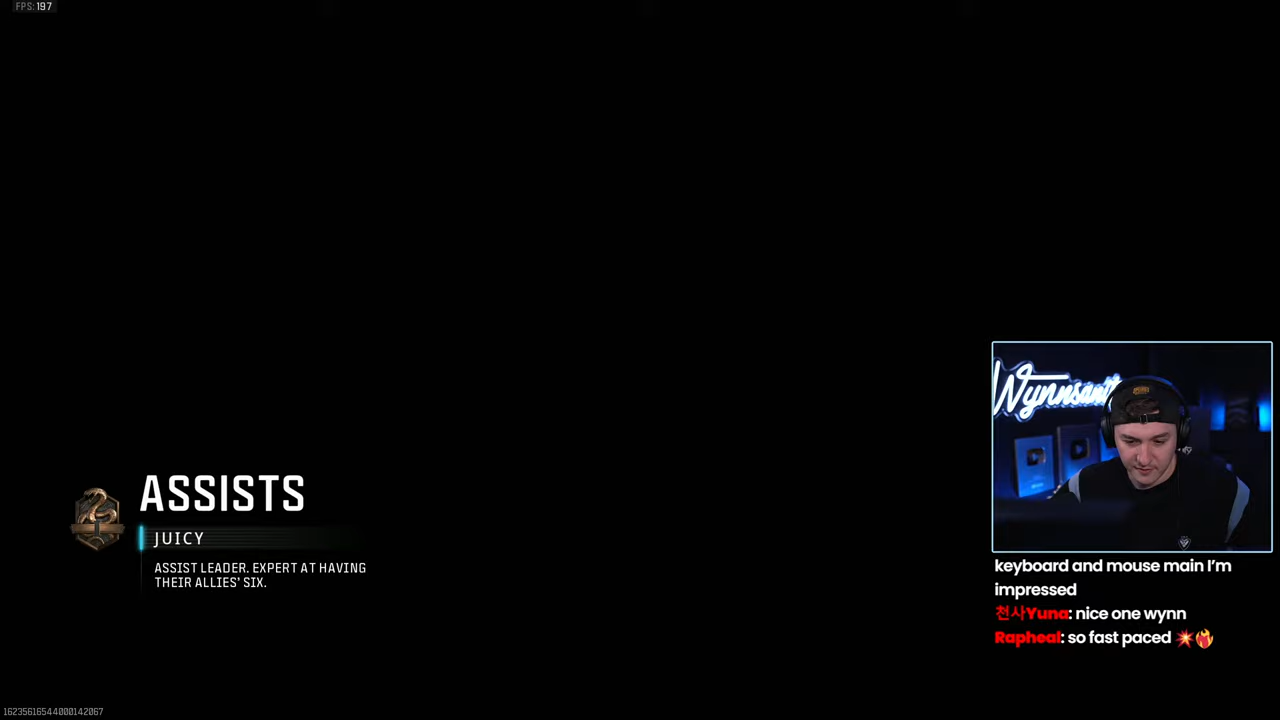 FPS: 197
Wynnsanit
ASSISTS
JUICY
ASSIST LEADER. EXPERT AT HAVING
THEIR ALLIES' SIX.
keyboard and mouse main I'm
impressed
천사Yuna: nice one wynn
Rapheal: so fast paced 💥❤️‍🔥
16235616544000142067